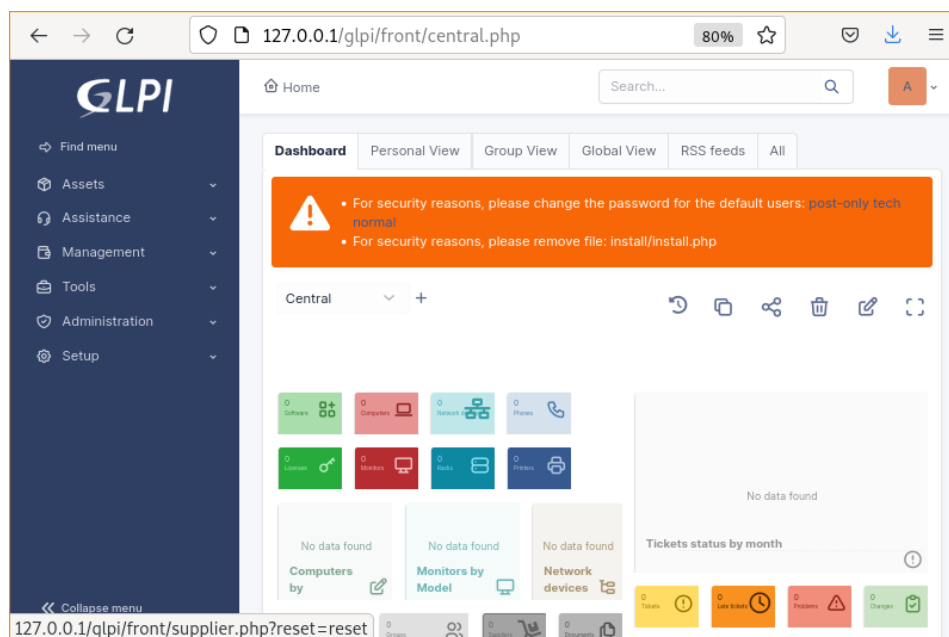 127.0.0.1/glpi/front/central.php
80%
GLPI
Home
Search...
A
Find menu
Assets
Assistance
Management
Tools
Administration
Setup
Collapse menu
Dashboard
Personal View
Group View
Global View
RSS feeds
All
For security reasons, please change the password for the default users: post-only tech
normal
For security reasons, please remove file: install/install.php
Central
0
Software
0
Computers
0
Network
0
Phones
0
Licenses
0
Monitors
0
Racks
0
Printers
No data found
Computers
by
No data found
Monitors by
Model
No data found
Network
devices
No data found
Tickets status by month
0
Tickets
0
Late tickets
0
Problems
0
Changes
0
Groups
0
Suppliers
0
Documents
127.0.0.1/glpi/front/supplier.php?reset=reset